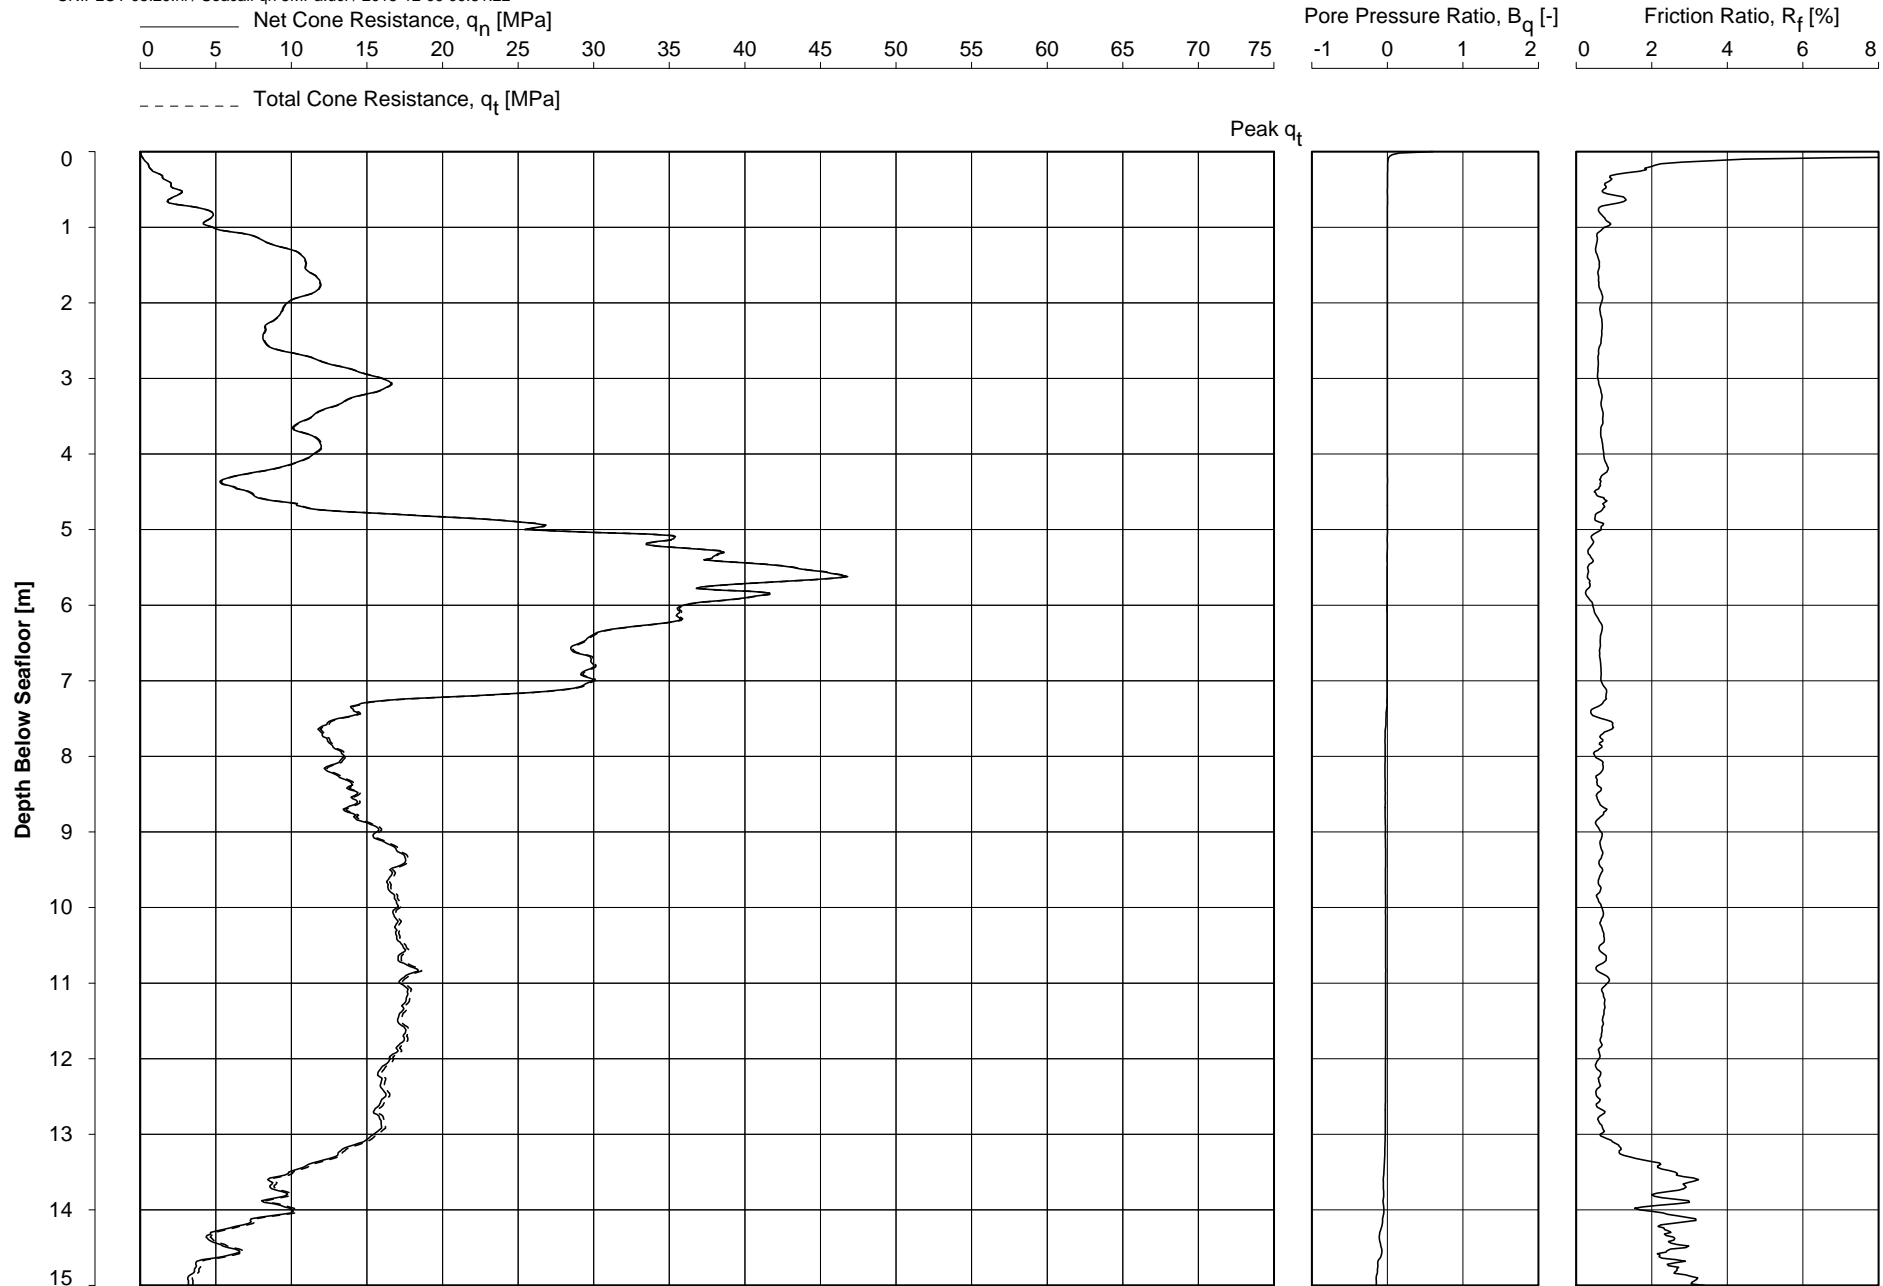 Net Cone Resistance, qn [MPa]
0 5 10 15 20 25 30 35 40 45 50 55 60 65 70 75
Total Cone Resistance, qt [MPa]
Pore Pressure Ratio, Bq [-]
-1 0 1 2
Friction Ratio, Rf [%]
0 2 4 6 8
Peak qt
Depth Below Seafloor [m]
0
1
2
3
4
5
6
7
8
9
10
11
12
13
14
15